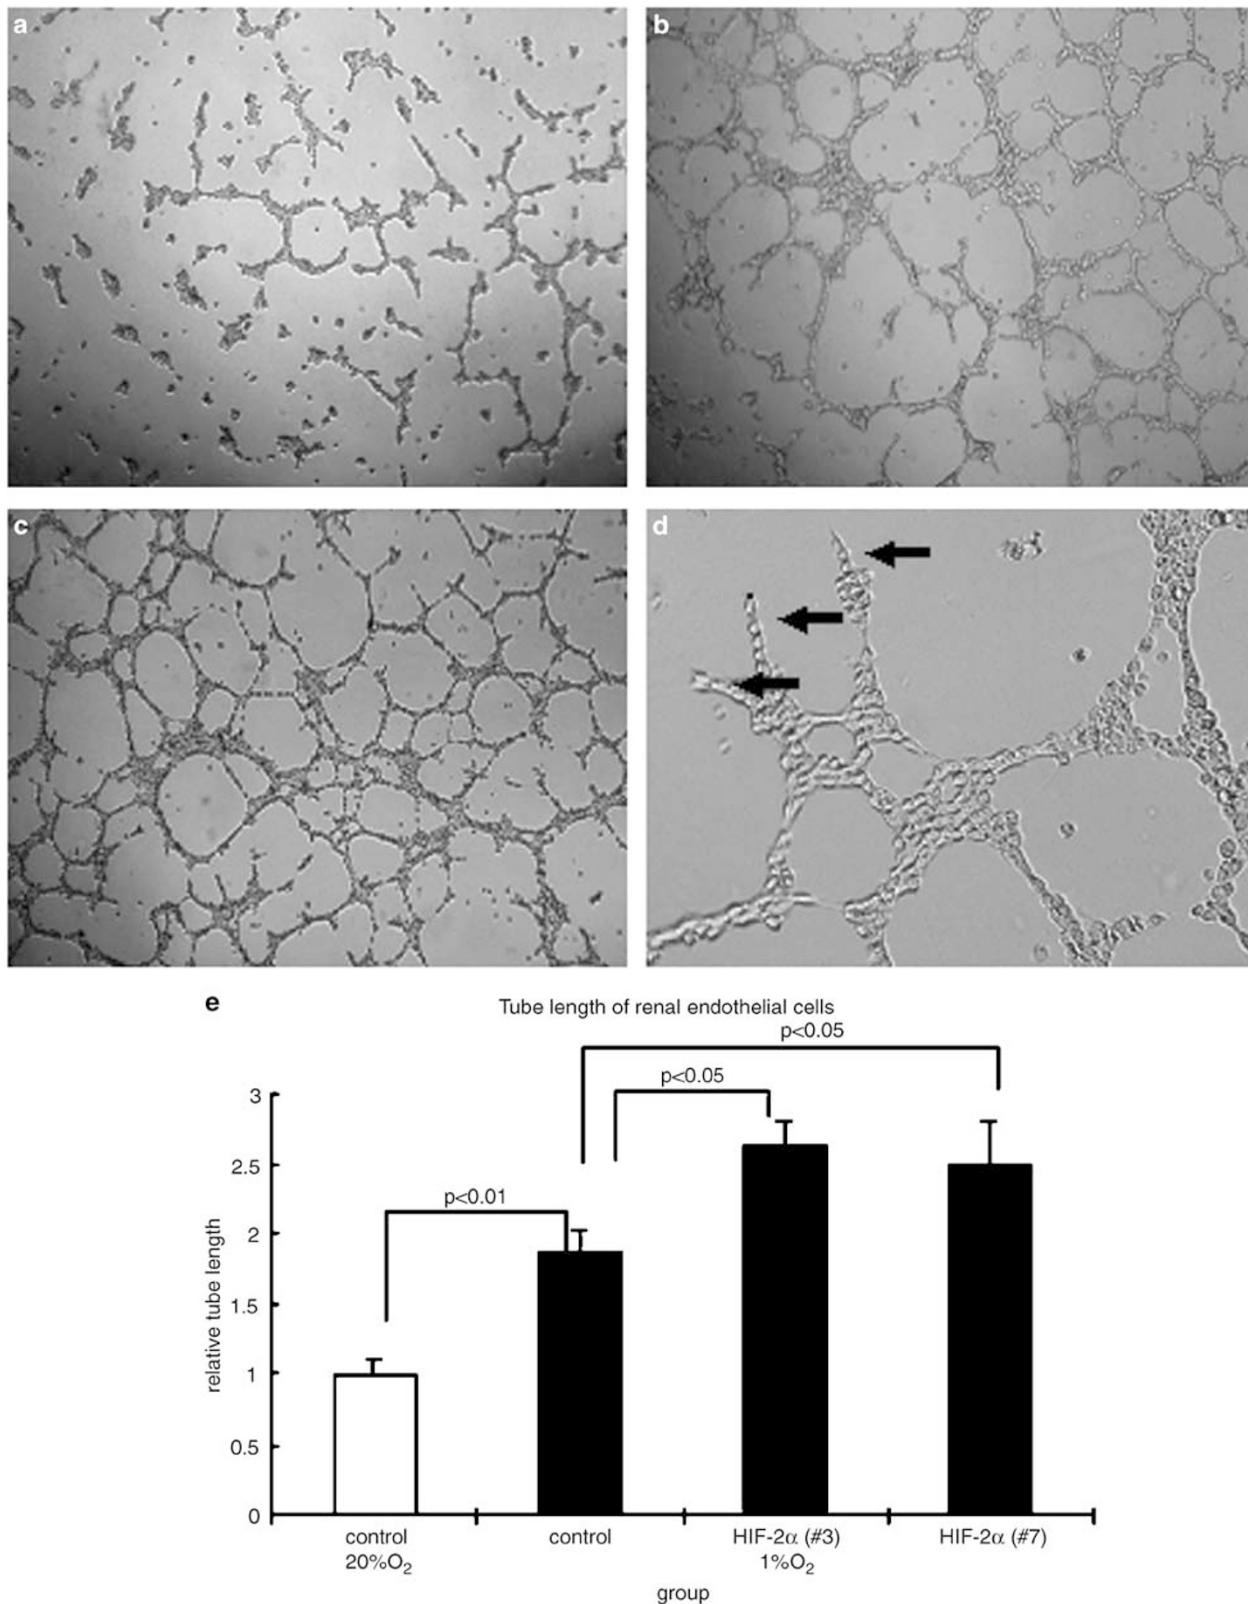 a
b
c
d
e
Tube length of renal endothelial cells
p<0.05
p<0.05
p<0.01
3
2.5
2
1.5
1
0.5
0
relative tube length
control
20%O₂
control
HIF-2α (#3)
1%O₂
HIF-2α (#7)
group